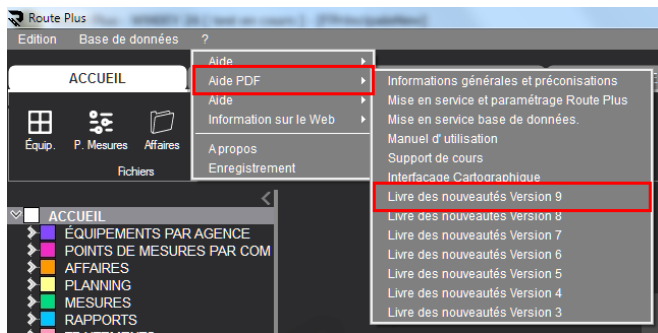 Route Plus
Edition Base de données ?
ACCUEIL
Équip. P. Mesures Affaires
Fichiers
Aide
Aide PDF
Aide
Information sur le Web
A propos
Enregistrement
Informations générales et préconisations
Mise en service et paramétrage Route Plus
Mise en service base de données.
Manuel d' utilisation
Support de cours
Interfaçage Cartographique
Livre des nouveautés Version 9
Livre des nouveautés Version 8
Livre des nouveautés Version 7
Livre des nouveautés Version 6
Livre des nouveautés Version 5
Livre des nouveautés Version 4
Livre des nouveautés Version 3
ACCUEIL
ÉQUIPEMENTS PAR AGENCE
POINTS DE MESURES PAR COM
AFFAIRES
PLANNING
MESURES
RAPPORTS